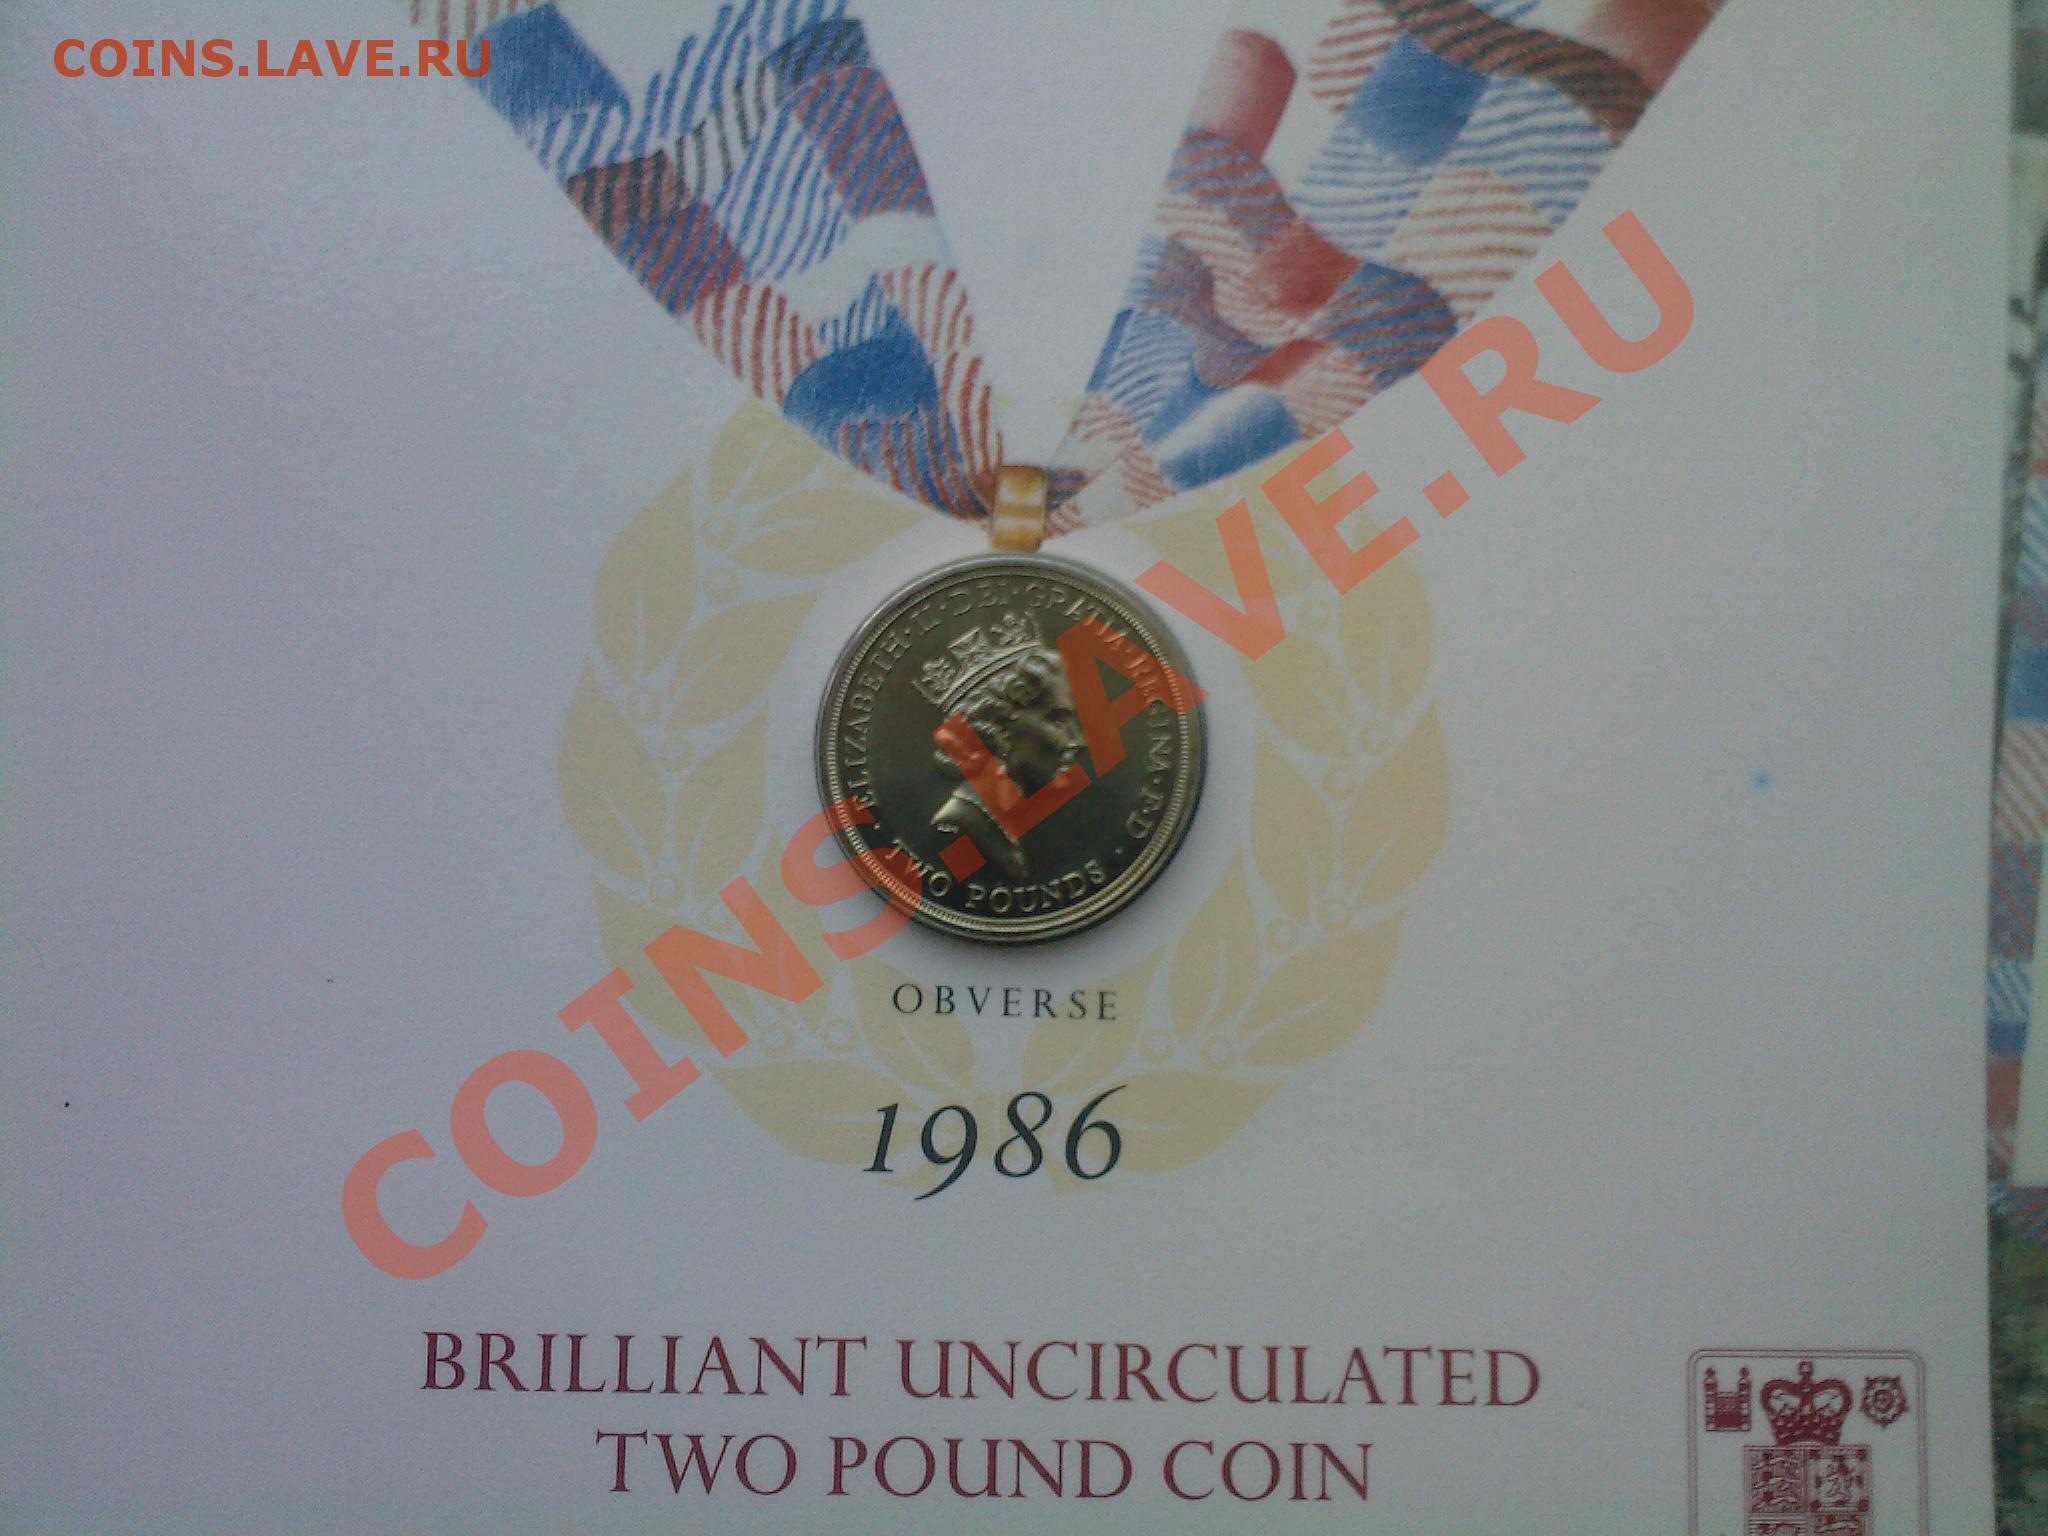 COINS.LAVE.RU
ELIZABETH·II·DEI·GRATIA·REGINA·F·D·
TWO POUNDS
OBVERSE
1986
BRILLIANT UNCIRCULATED
TWO POUND COIN
COINS.LAVE.RU